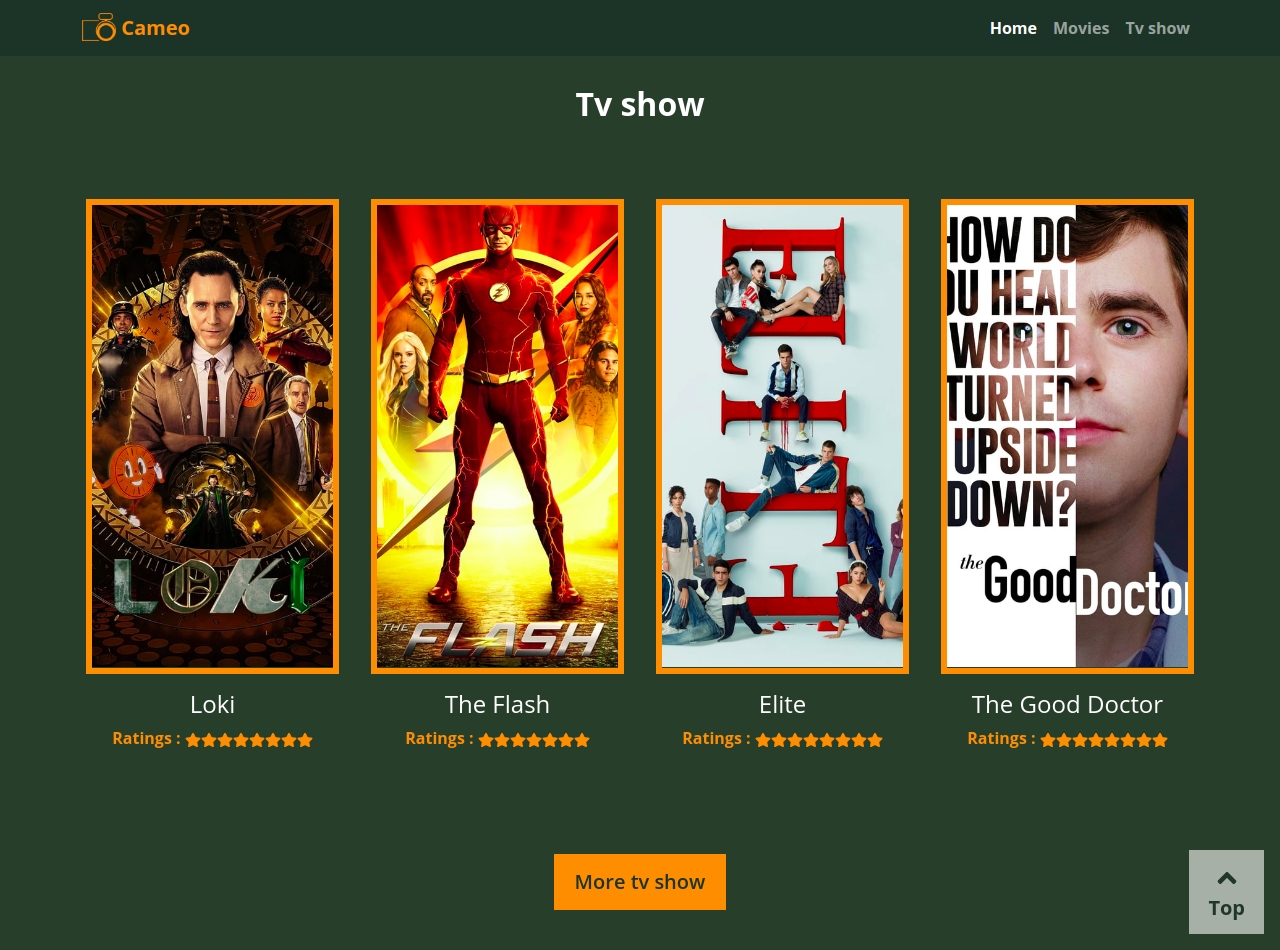 Cameo
Home Movies Tv show
Tv show
LOKI
THE
FLASH
ELITE
HOW DO
OU HEAL
WORLD
TURNED
UPSIDE
DOWN?
the Good Doctor
Loki
Ratings :
The Flash
Ratings :
Elite
Ratings :
The Good Doctor
Ratings :
More tv show
Top